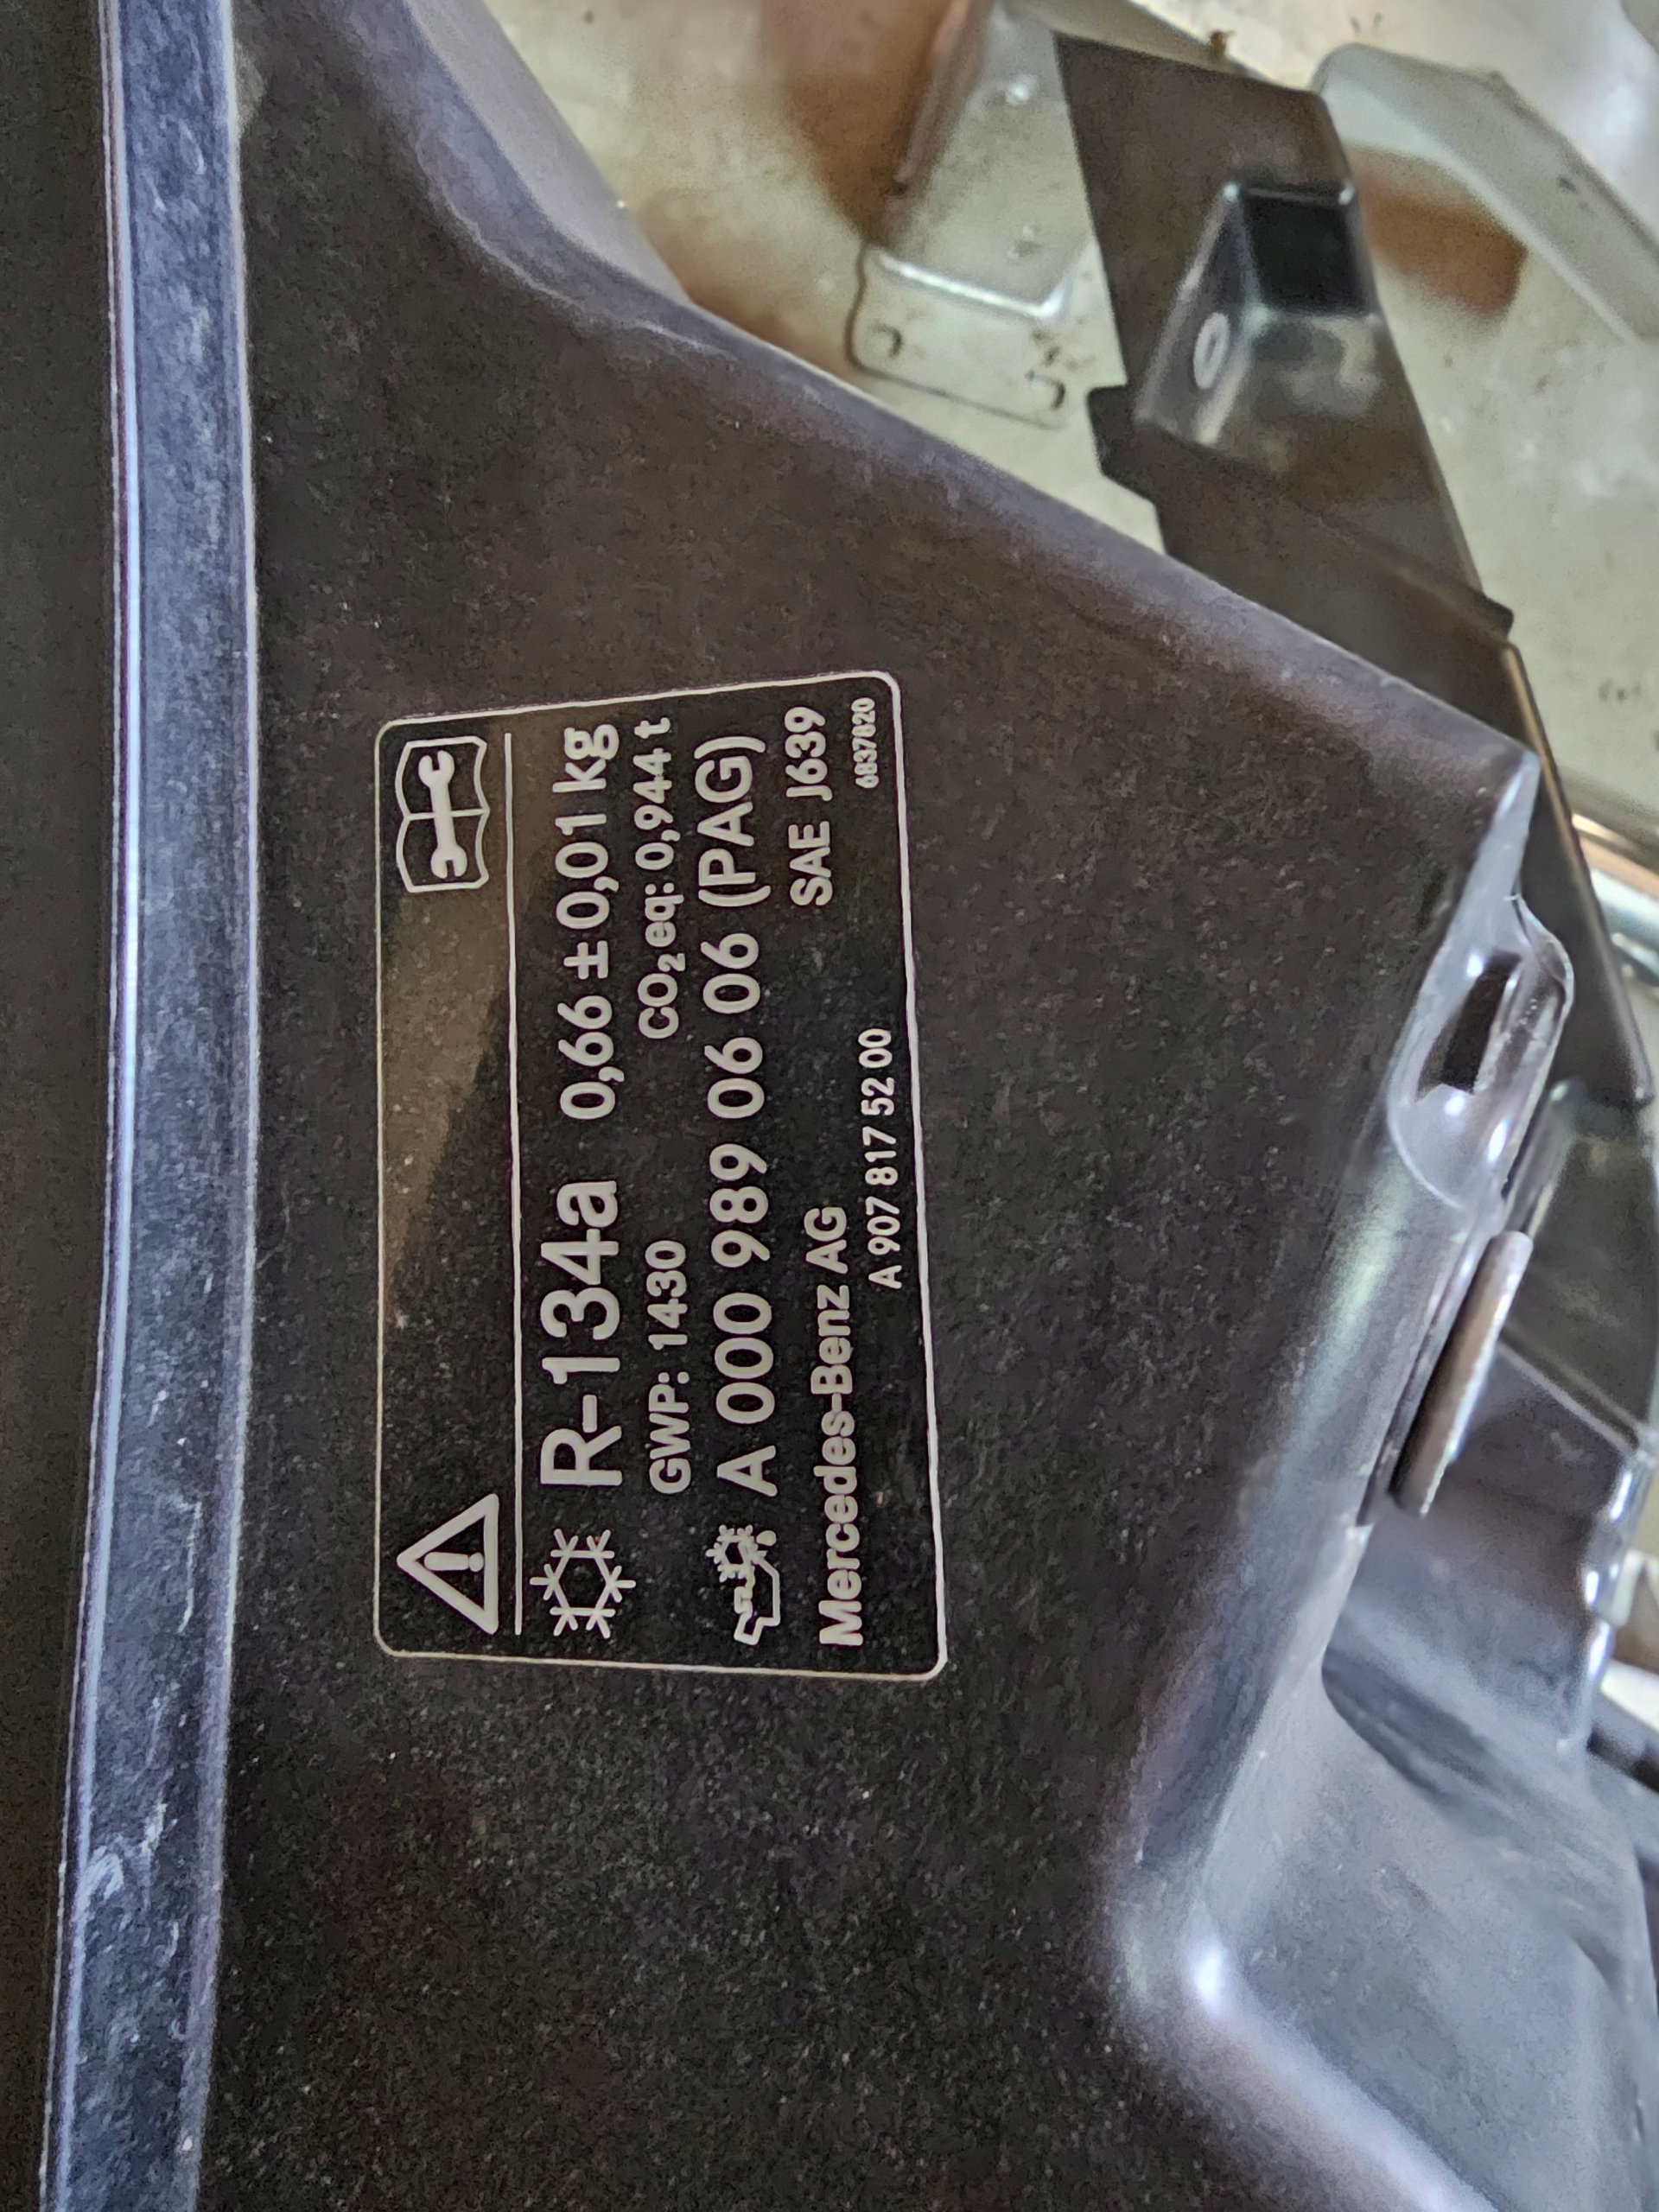 R-134a 0,66 ±0,01 kg
GWP: 1430 CO₂ eq: 0,944 t
A 000 989 06 06 (PAG)
Mercedes-Benz AG SAE J639
A 907 817 52 00
6837820